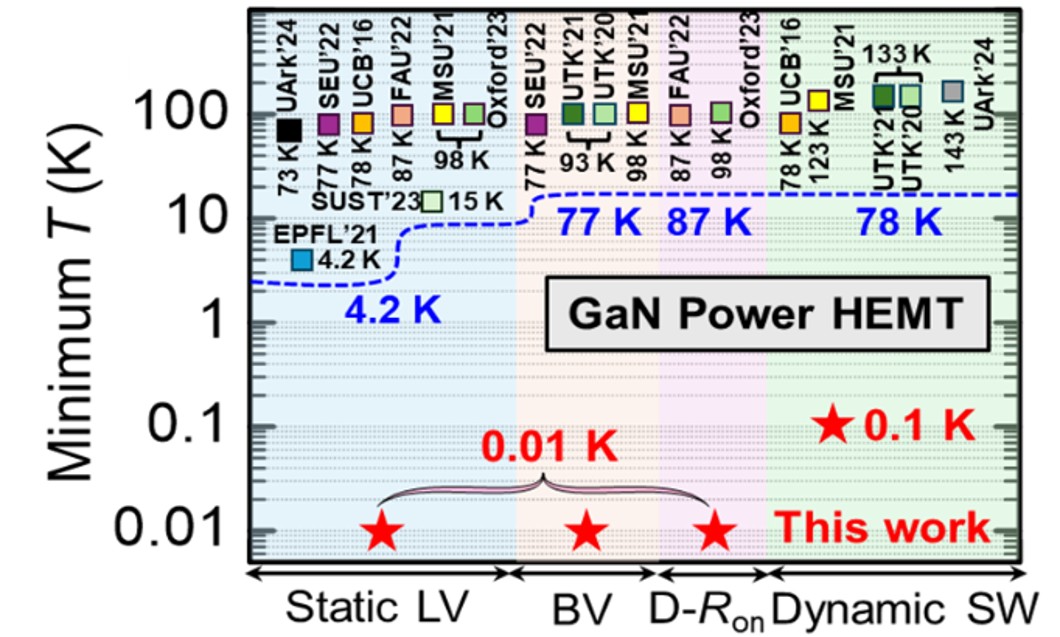 Minimum T (K)
100
10
1
0.1
0.01
UArk'24
73 K
SEU'22
77 K
UCB'16
78 K
FAU'22
87 K
MSU'21
Oxford'23
98 K
SUST'23
15 K
EPFL'21
4.2 K
4.2 K
SEU'22
77 K
UTK'21
UTK'20
93 K
MSU'21
98 K
77 K
FAU'22
87 K
Oxford'23
98 K
87 K
UCB'16
78 K
MSU'21
123 K
133 K
UTK'21
UTK'20
143 K
UArk'24
78 K
GaN Power HEMT
0.01 K
0.1 K
This work
Static LV
BV
D-Ron
Dynamic SW